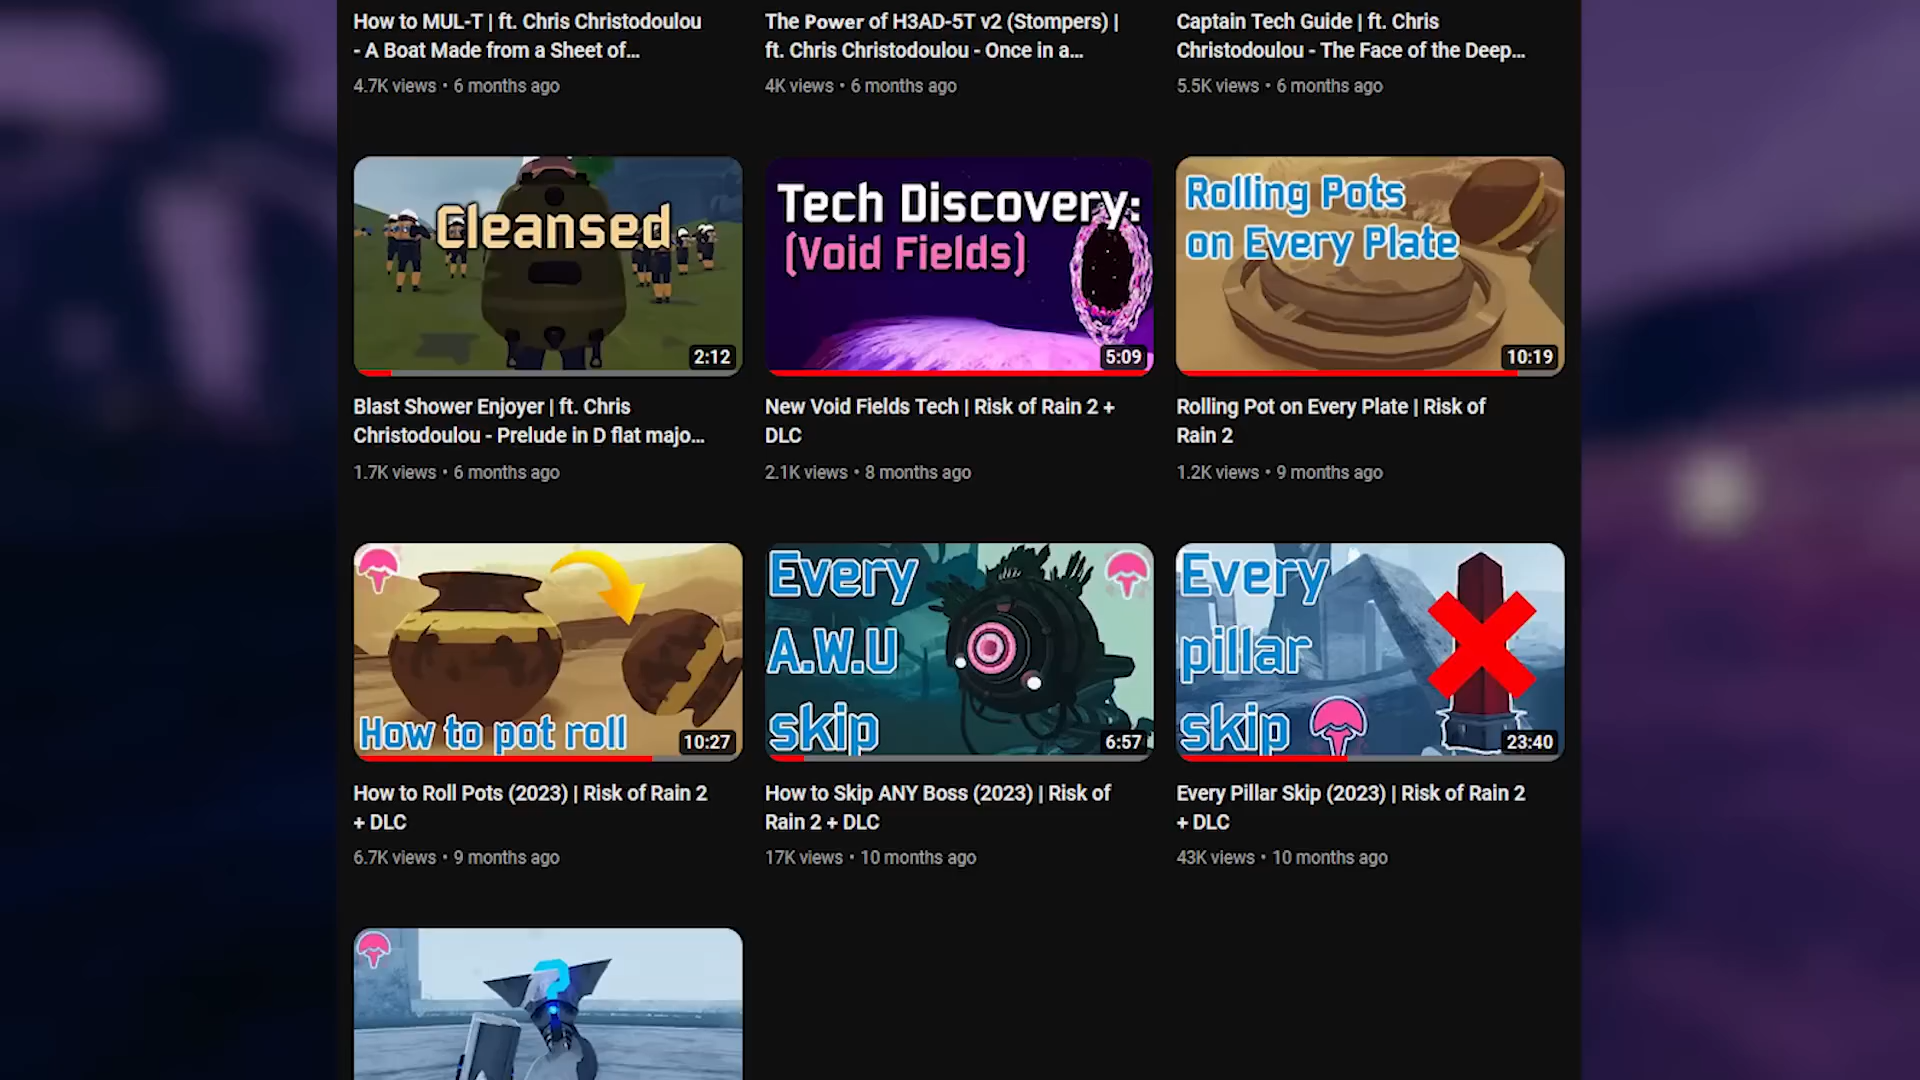 How to MUL-T | ft. Chris Christodoulou
- A Boat Made from a Sheet of...
4.7K views • 6 months ago
The Power of H3AD-5T v2 (Stompers) |
ft. Chris Christodoulou - Once in a...
4K views • 6 months ago
Captain Tech Guide | ft. Chris
Christodoulou - The Face of the Deep...
5.5K views • 6 months ago
Cleansed
2:12
Blast Shower Enjoyer | ft. Chris
Christodoulou - Prelude in D flat majo...
1.7K views • 6 months ago
Tech Discovery:
(Void Fields)
5:09
New Void Fields Tech | Risk of Rain 2 +
DLC
2.1K views • 8 months ago
Rolling Pots
on Every Plate
10:19
Rolling Pot on Every Plate | Risk of
Rain 2
1.2K views • 9 months ago
How to pot roll
10:27
How to Roll Pots (2023) | Risk of Rain 2
+ DLC
6.7K views • 9 months ago
Every
A.W.U
skip
6:57
How to Skip ANY Boss (2023) | Risk of
Rain 2 + DLC
17K views • 10 months ago
Every
pillar
skip
23:40
Every Pillar Skip (2023) | Risk of Rain 2
+ DLC
43K views • 10 months ago
?